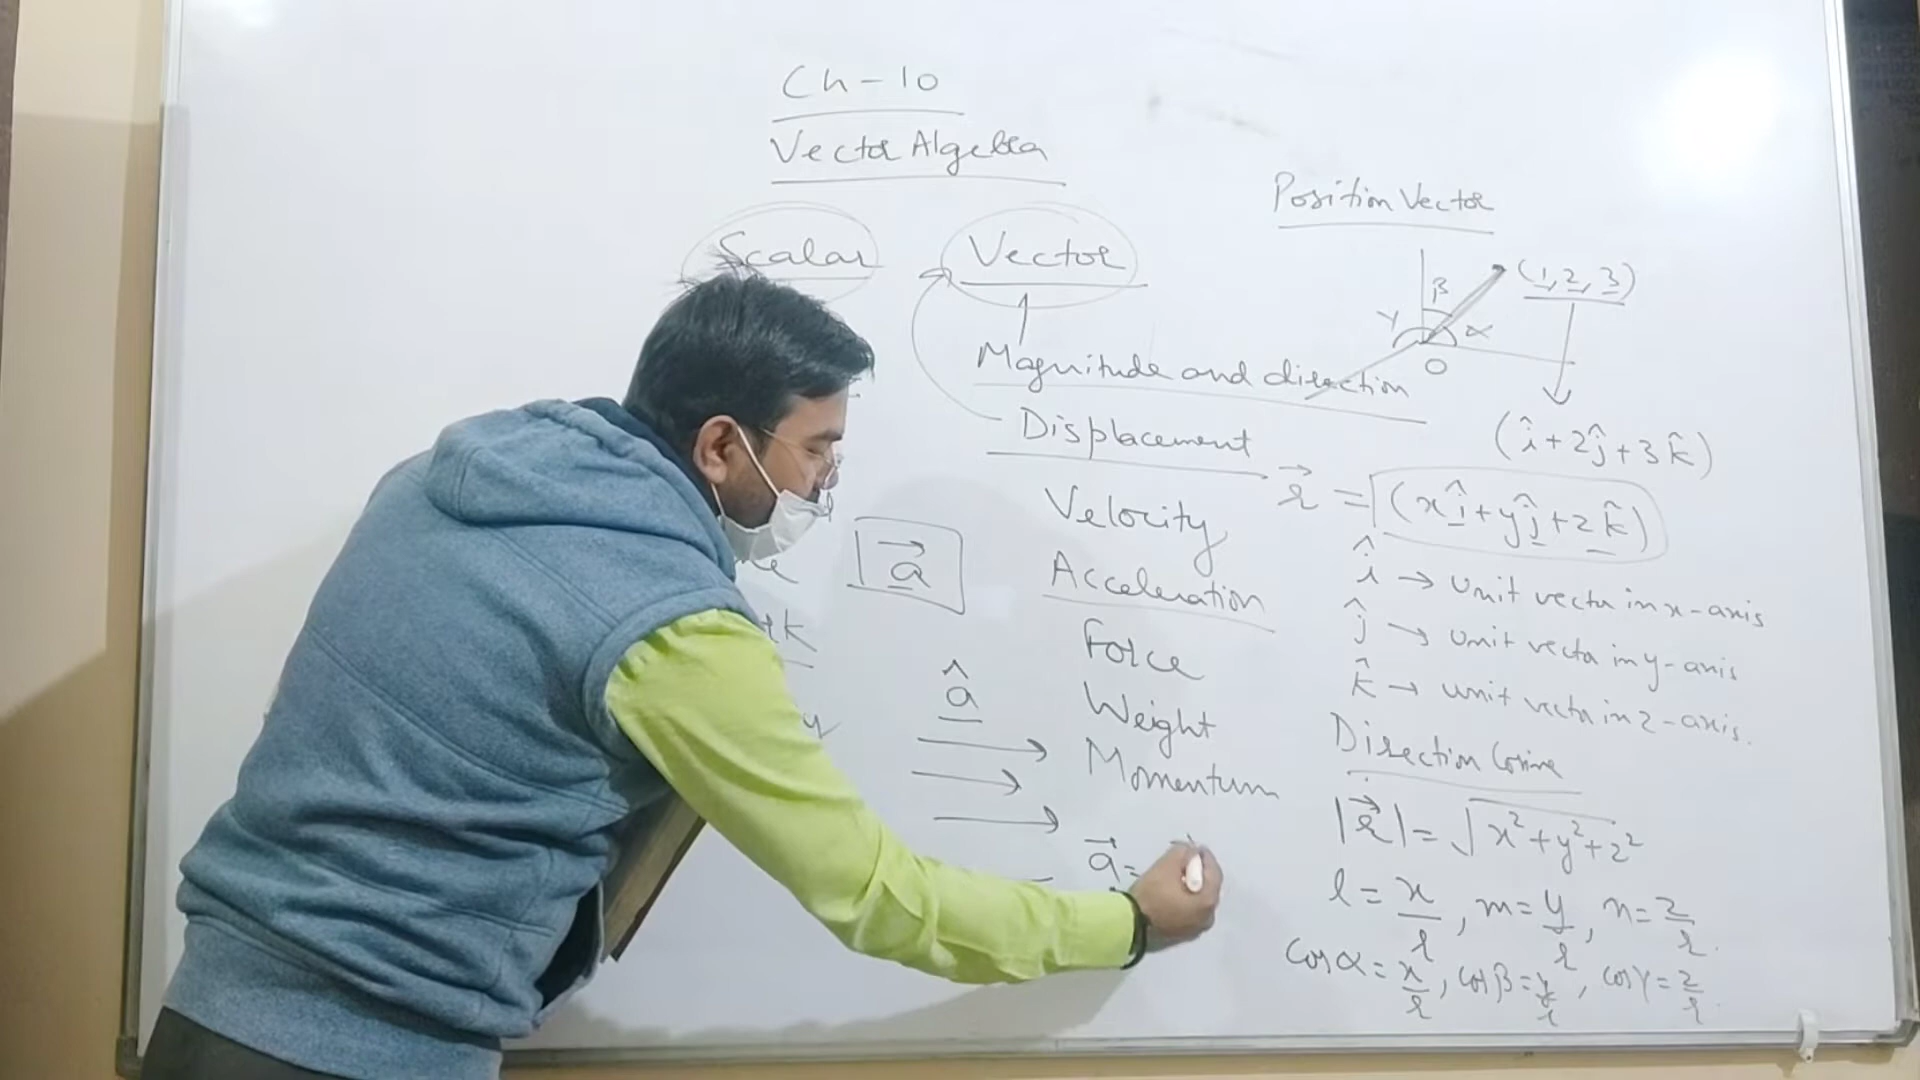 Ch-10
Vector Algebra
Scalar
Vector
Magnitude and direction
Displacement
Velocity
Acceleration
Force
Weight
Momentum
a⃗
â
a⃗ =
Position Vector
(1, 2, 3)
β
γ
α
O
(î + 2ĵ + 3k̂)
r⃗ = (xî + yĵ + zk̂)
î → Unit vector in x-axis
ĵ → Unit vector in y-axis
k̂ → unit vector in z-axis.
Direction Cosine
|r⃗| = √x²+y²+z²
l = x/r, m = y/r, n = z/r.
cosα = x/r, cosβ = y/r, cosγ = z/r.